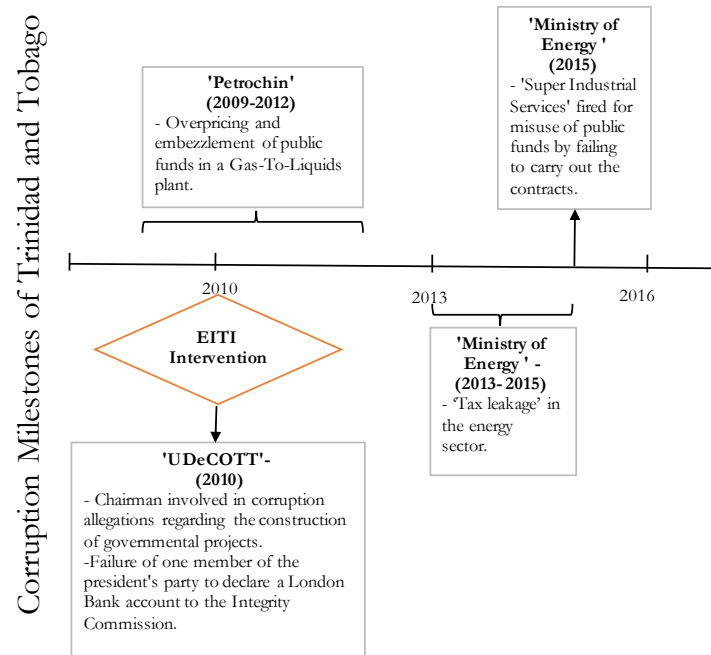 Corruption Milestones of Trinidad and Tobago
'Ministry of
Energy '
(2015)
- 'Super Industrial
Services' fired for
misuse of public
funds by failing
to carry out the
contracts.
'Petrochin'
(2009-2012)
- Overpricing and
embezzlement of public
funds in a Gas-To-Liquids
plant.
2010
2013
2016
EITI
Intervention
'Ministry of
Energy ' -
(2013-2015)
- 'Tax leakage' in
the energy
sector.
'UDeCOTT'-
(2010)
- Chairman involved in corruption
allegations regarding the construction
of governmental projects.
-Failure of one member of the
president's party to declare a London
Bank account to the Integrity
Commission.